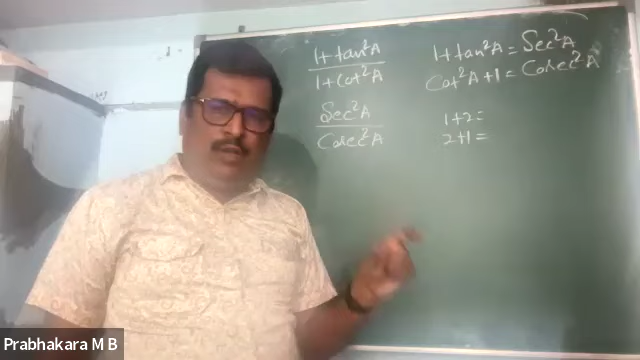 1+tan²A
1+Cot²A
Sec²A
Cosec²A
1+tan²A = Sec²A
Cot²A+1 = Cosec²A
1+2=
2+1=
Prabhakara M B